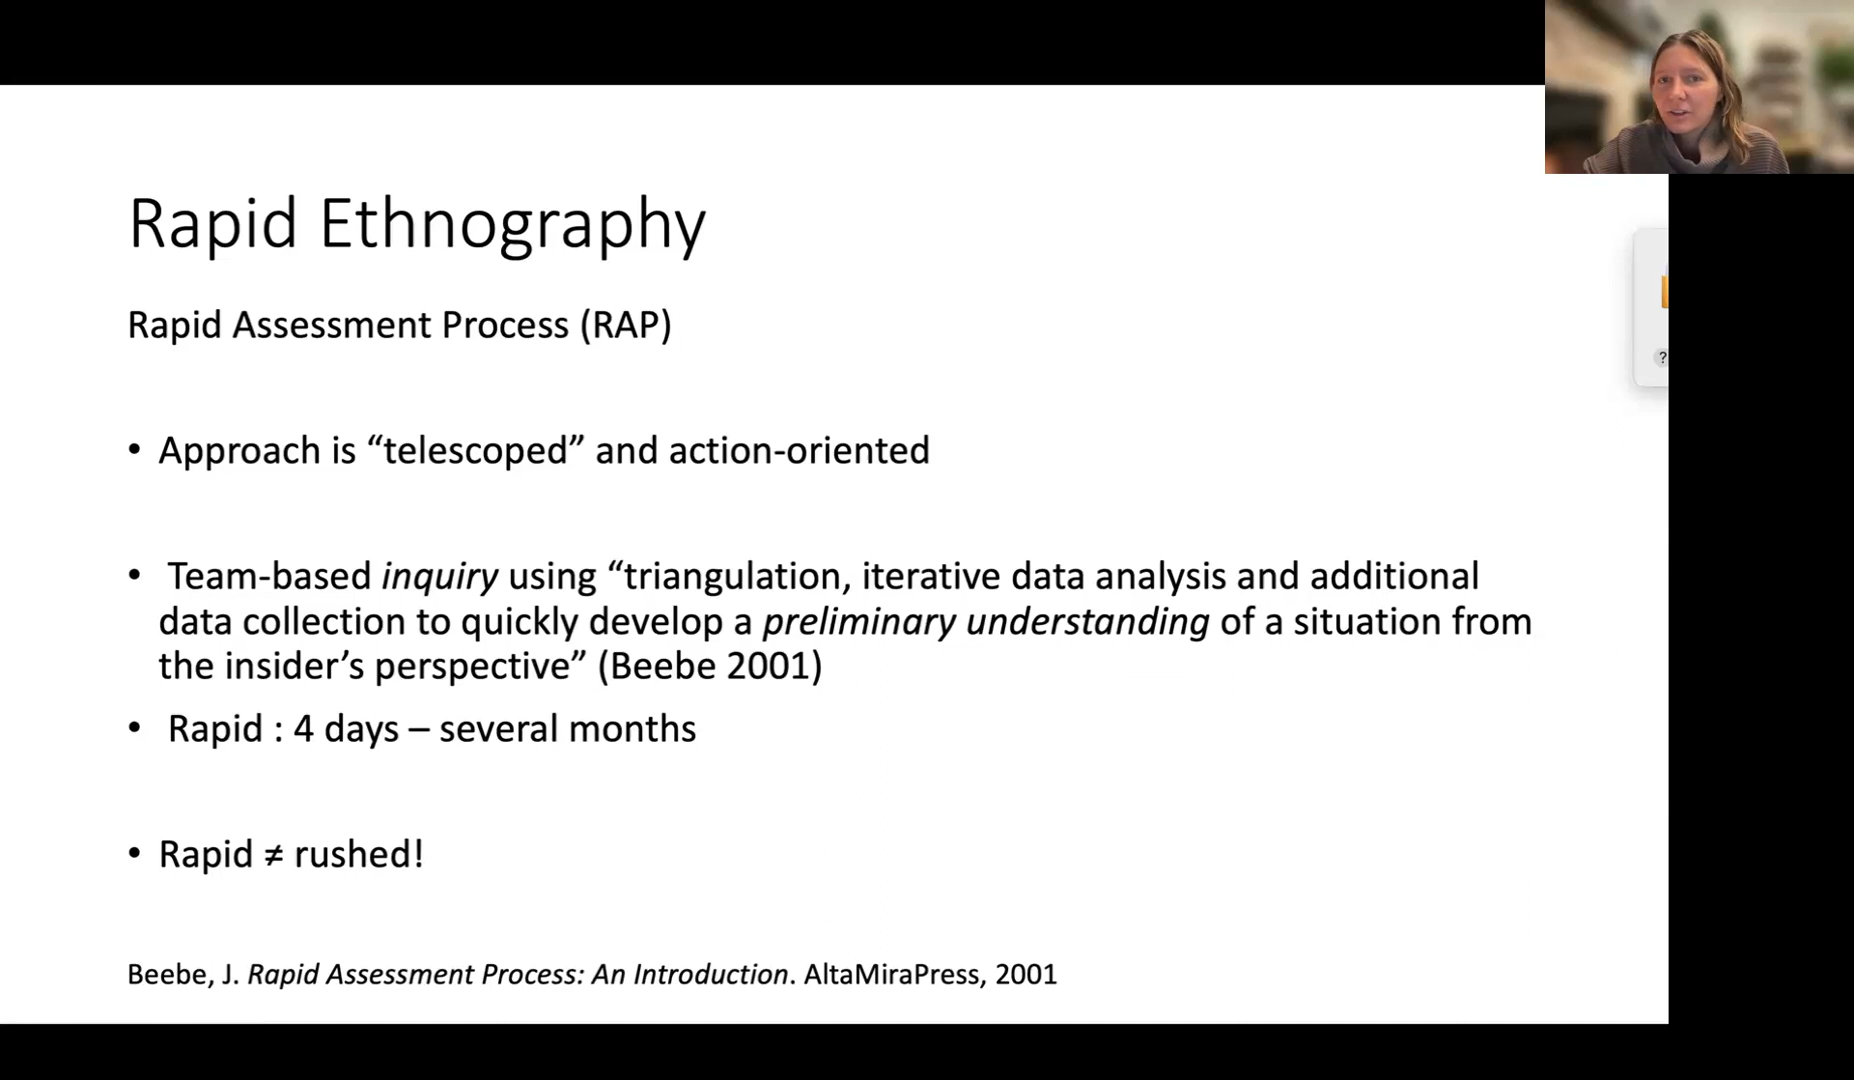 Rapid Ethnography
Rapid Assessment Process (RAP)
• Approach is “telescoped” and action-oriented
• Team-based inquiry using “triangulation, iterative data analysis and additional
data collection to quickly develop a preliminary understanding of a situation from
the insider’s perspective” (Beebe 2001)
• Rapid : 4 days – several months
• Rapid ≠ rushed!
Beebe, J. Rapid Assessment Process: An Introduction. AltaMiraPress, 2001
?